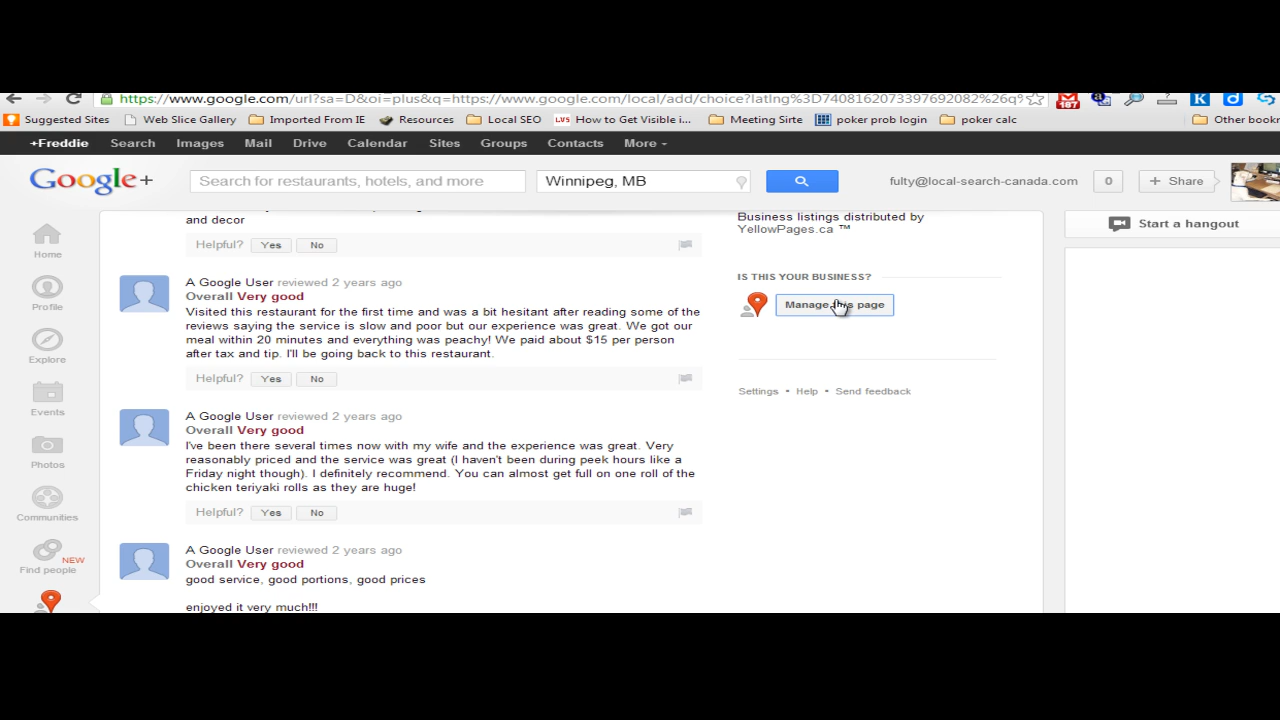 https://www.google.com/url?sa=D&oi=plus&q=https://www.google.com/local/add/choice?latlng%3D7408162073397692082%26q9
187
Suggested Sites Web Slice Gallery Imported From IE Resources Local SEO LVS How to Get Visible i... Meeting Sirte poker prob login poker calc Other bookr
+Freddie Search Images Mail Drive Calendar Sites Groups Contacts More
Google+ Search for restaurants, hotels, and more Winnipeg, MB fulty@local-search-canada.com 0 + Share
and decor
Helpful? Yes No
A Google User reviewed 2 years ago
Overall Very good
Visited this restaurant for the first time and was a bit hesitant after reading some of the
reviews saying the service is slow and poor but our experience was great. We got our
meal within 20 minutes and everything was peachy! We paid about $15 per person
after tax and tip. I'll be going back to this restaurant.
Helpful? Yes No
A Google User reviewed 2 years ago
Overall Very good
I've been there several times now with my wife and the experience was great. Very
reasonably priced and the service was great (I haven't been during peek hours like a
Friday night though). I definitely recommend. You can almost get full on one roll of the
chicken teriyaki rolls as they are huge!
Helpful? Yes No
A Google User reviewed 2 years ago
Overall Very good
good service, good portions, good prices
enjoyed it very much!!!
Business listings distributed by
YellowPages.ca ™
IS THIS YOUR BUSINESS?
Manage this page
Settings • Help • Send feedback
Start a hangout
Home
Profile
Explore
Events
Photos
Communities
NEW
Find people